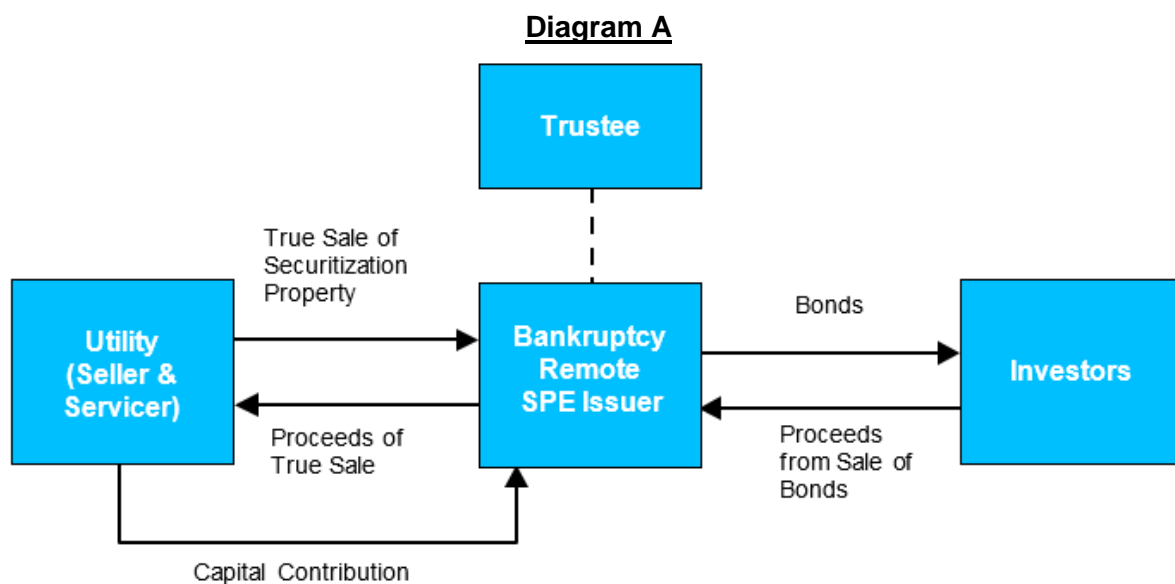 Diagram A
Trustee
True Sale of
Securitization
Property
Utility
(Seller &
Servicer)
Bankruptcy
Remote
SPE Issuer
Bonds
Investors
Proceeds of
True Sale
Proceeds
from Sale of
Bonds
Capital Contribution